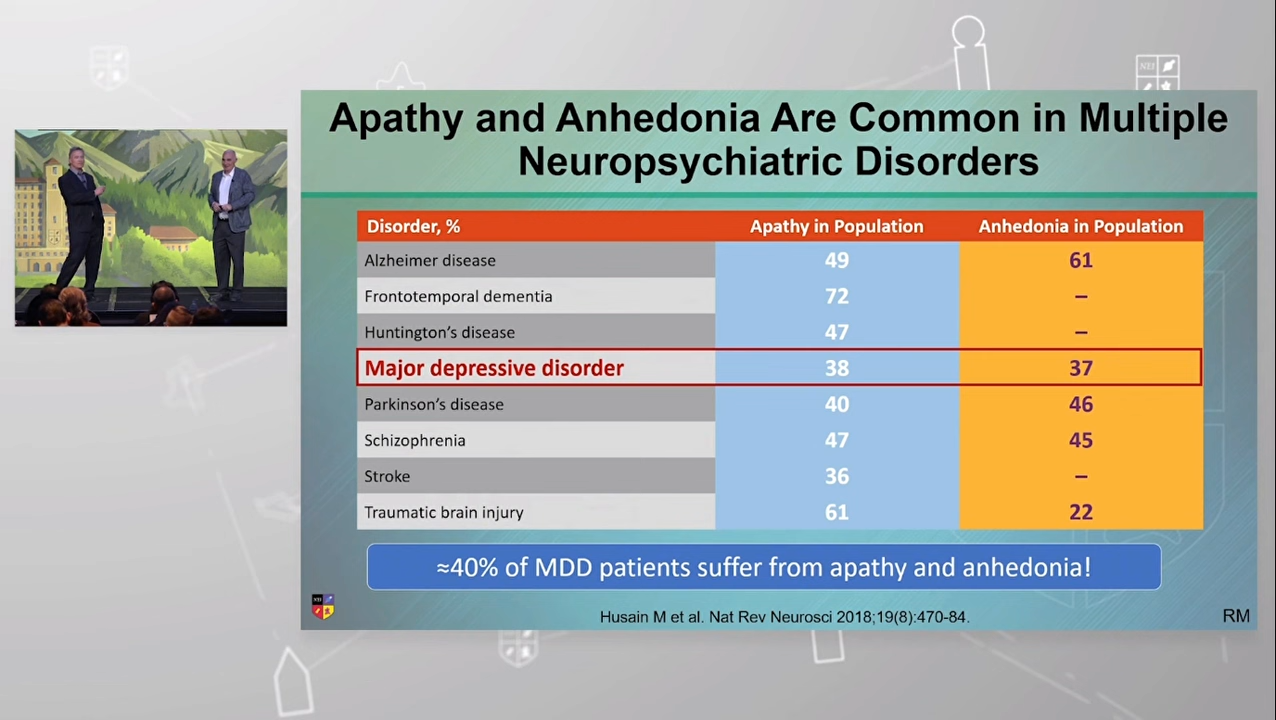 Apathy and Anhedonia Are Common in Multiple
Neuropsychiatric Disorders
Disorder, % Apathy in Population Anhedonia in Population
Alzheimer disease 49 61
Frontotemporal dementia 72 –
Huntington's disease 47 –
Major depressive disorder 38 37
Parkinson's disease 40 46
Schizophrenia 47 45
Stroke 36 –
Traumatic brain injury 61 22
≈40% of MDD patients suffer from apathy and anhedonia!
Husain M et al. Nat Rev Neurosci 2018;19(8):470-84.
RM
NEI
NEI